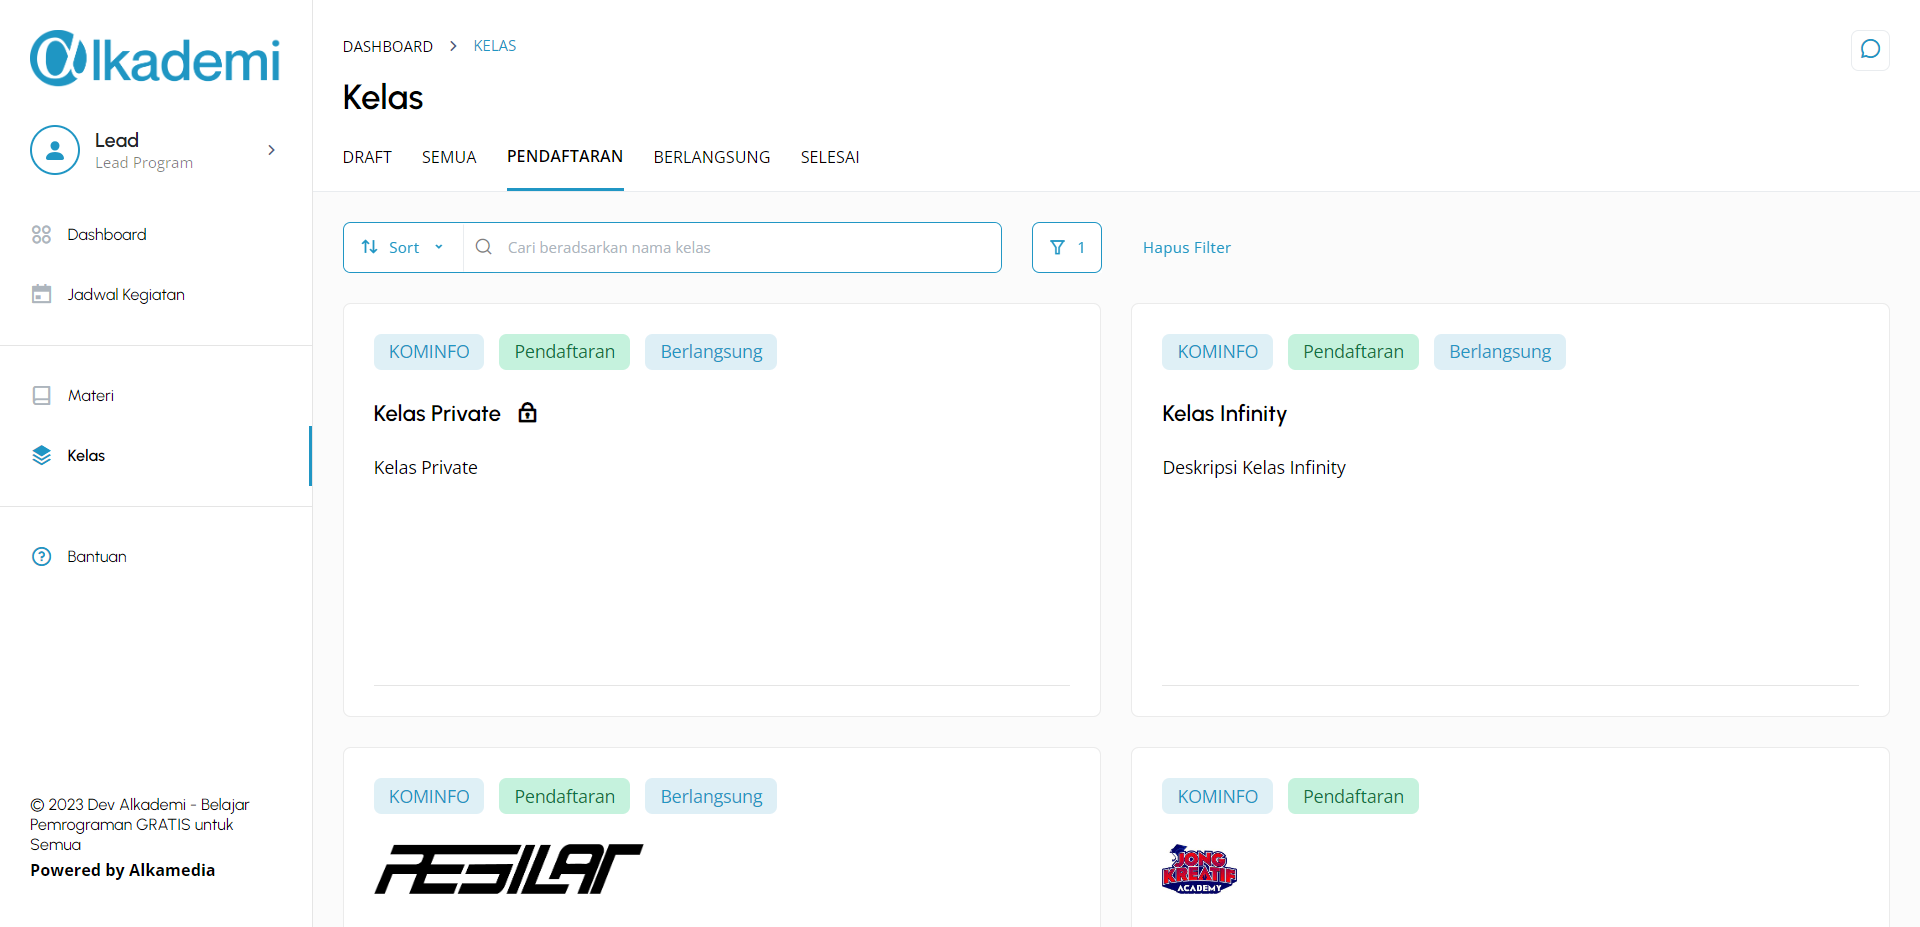 @lkademi
Lead
Lead Program
Dashboard
Jadwal Kegiatan
Materi
Kelas
Bantuan
© 2023 Dev Alkademi - Belajar
Pemrograman GRATIS untuk
Semua
Powered by Alkamedia
DASHBOARD > KELAS
Kelas
DRAFT SEMUA PENDAFTARAN BERLANGSUNG SELESAI
Sort Cari beradsarkan nama kelas 1 Hapus Filter
KOMINFO Pendaftaran Berlangsung
Kelas Private
Kelas Private
KOMINFO Pendaftaran Berlangsung
Kelas Infinity
Deskripsi Kelas Infinity
KOMINFO Pendaftaran Berlangsung
PESILAT
KOMINFO Pendaftaran
JONG
KREATIF
ACADEMY